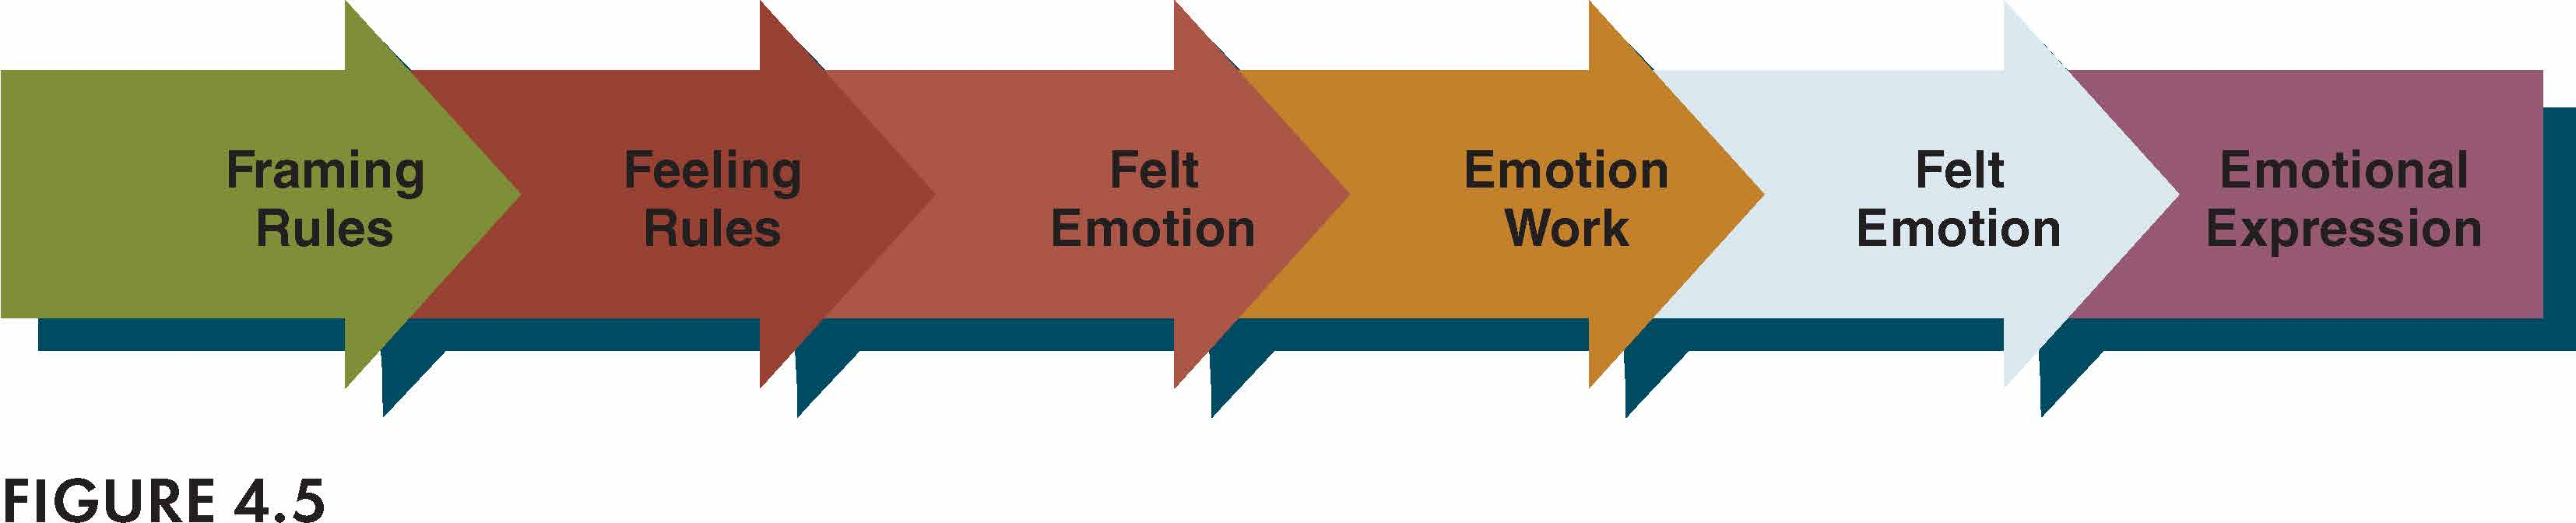 Framing
Rules
Feeling
Rules
Felt
Emotion
Emotion
Work
Felt
Emotion
Emotional
Expression
FIGURE 4.5